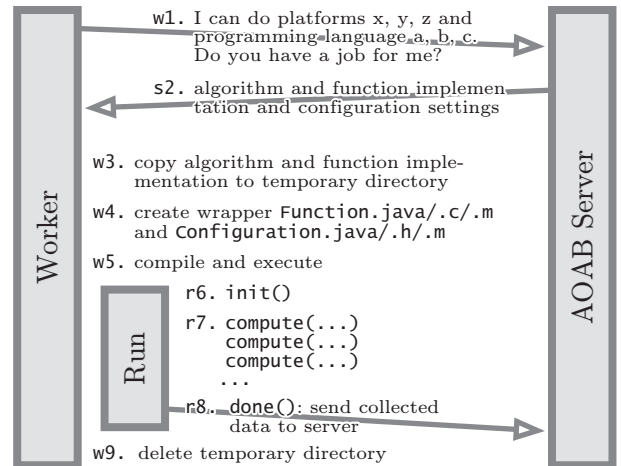 w1. I can do platforms x, y, z and
programming language a, b, c.
Do you have a job for me?
s2. algorithm and function implemen-
tation and configuration settings
w3. copy algorithm and function imple-
mentation to temporary directory
w4. create wrapper Function.java/.c/.m
and Configuration.java/.h/.m
w5. compile and execute
r6. init()
r7. compute(...)
compute(...)
compute(...)
...
r8. done(): send collected
data to server
w9. delete temporary directory
Worker
Run
AOAB Server